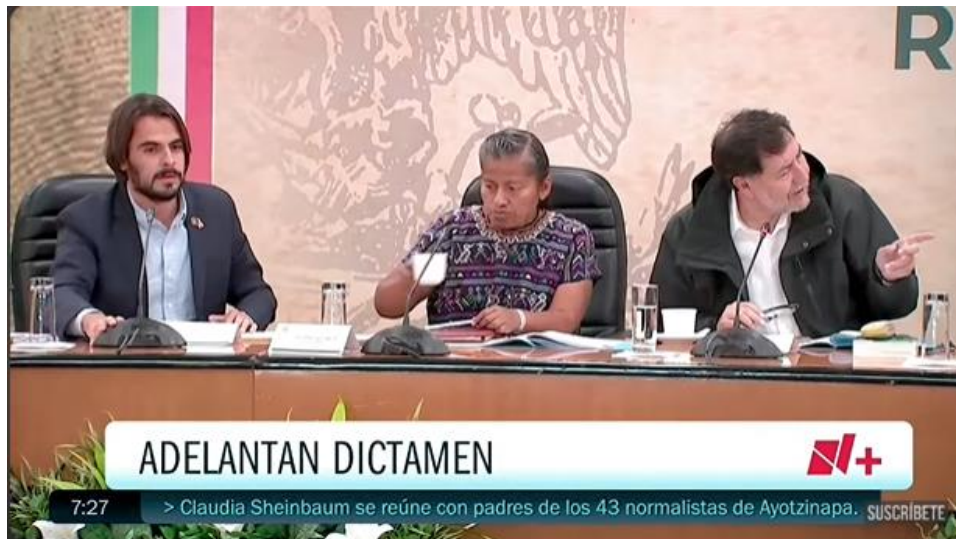 R
ADELANTAN DICTAMEN
N+
7:27
> Claudia Sheinbaum se reúne con padres de los 43 normalistas de Ayotzinapa.
SUSCRÍBETE